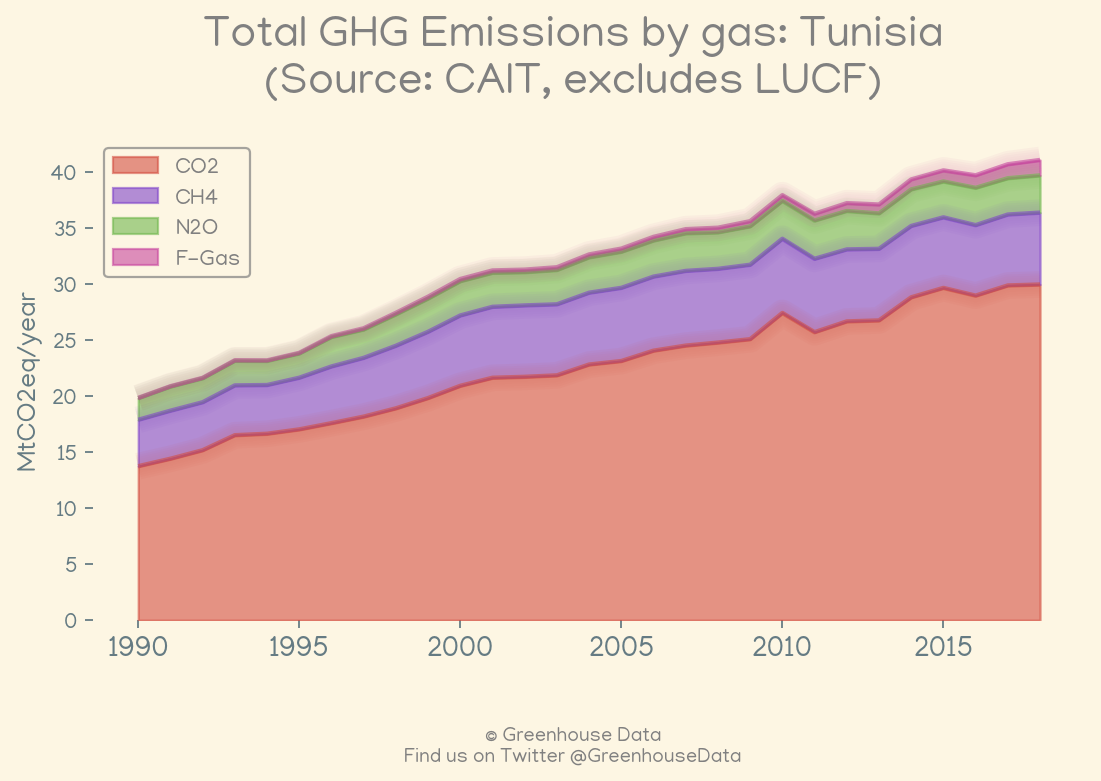 Total GHG Emissions by gas: Tunisia
(Source: CAIT, excludes LUCF)
CO2
CH4
N2O
F-Gas
MtCO2eq/year
40
35
30
25
20
15
10
5
0
1990 1995 2000 2005 2010 2015
© Greenhouse Data
Find us on Twitter @GreenhouseData